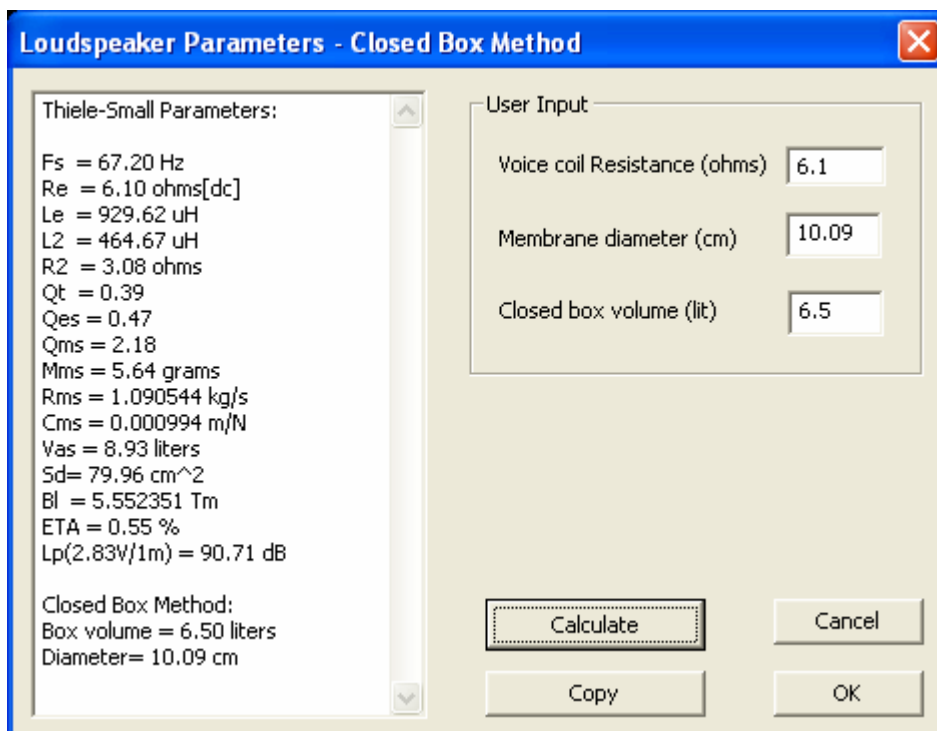 Loudspeaker Parameters - Closed Box Method
Thiele-Small Parameters:
Fs = 67.20 Hz
Re = 6.10 ohms[dc]
Le = 929.62 uH
L2 = 464.67 uH
R2 = 3.08 ohms
Qt = 0.39
Qes = 0.47
Qms = 2.18
Mms = 5.64 grams
Rms = 1.090544 kg/s
Cms = 0.000994 m/N
Vas = 8.93 liters
Sd= 79.96 cm^2
Bl = 5.552351 Tm
ETA = 0.55 %
Lp(2.83V/1m) = 90.71 dB
Closed Box Method:
Box volume = 6.50 liters
Diameter= 10.09 cm
User Input
Voice coil Resistance (ohms) 6.1
Membrane diameter (cm) 10.09
Closed box volume (lit) 6.5
Calculate Cancel
Copy OK